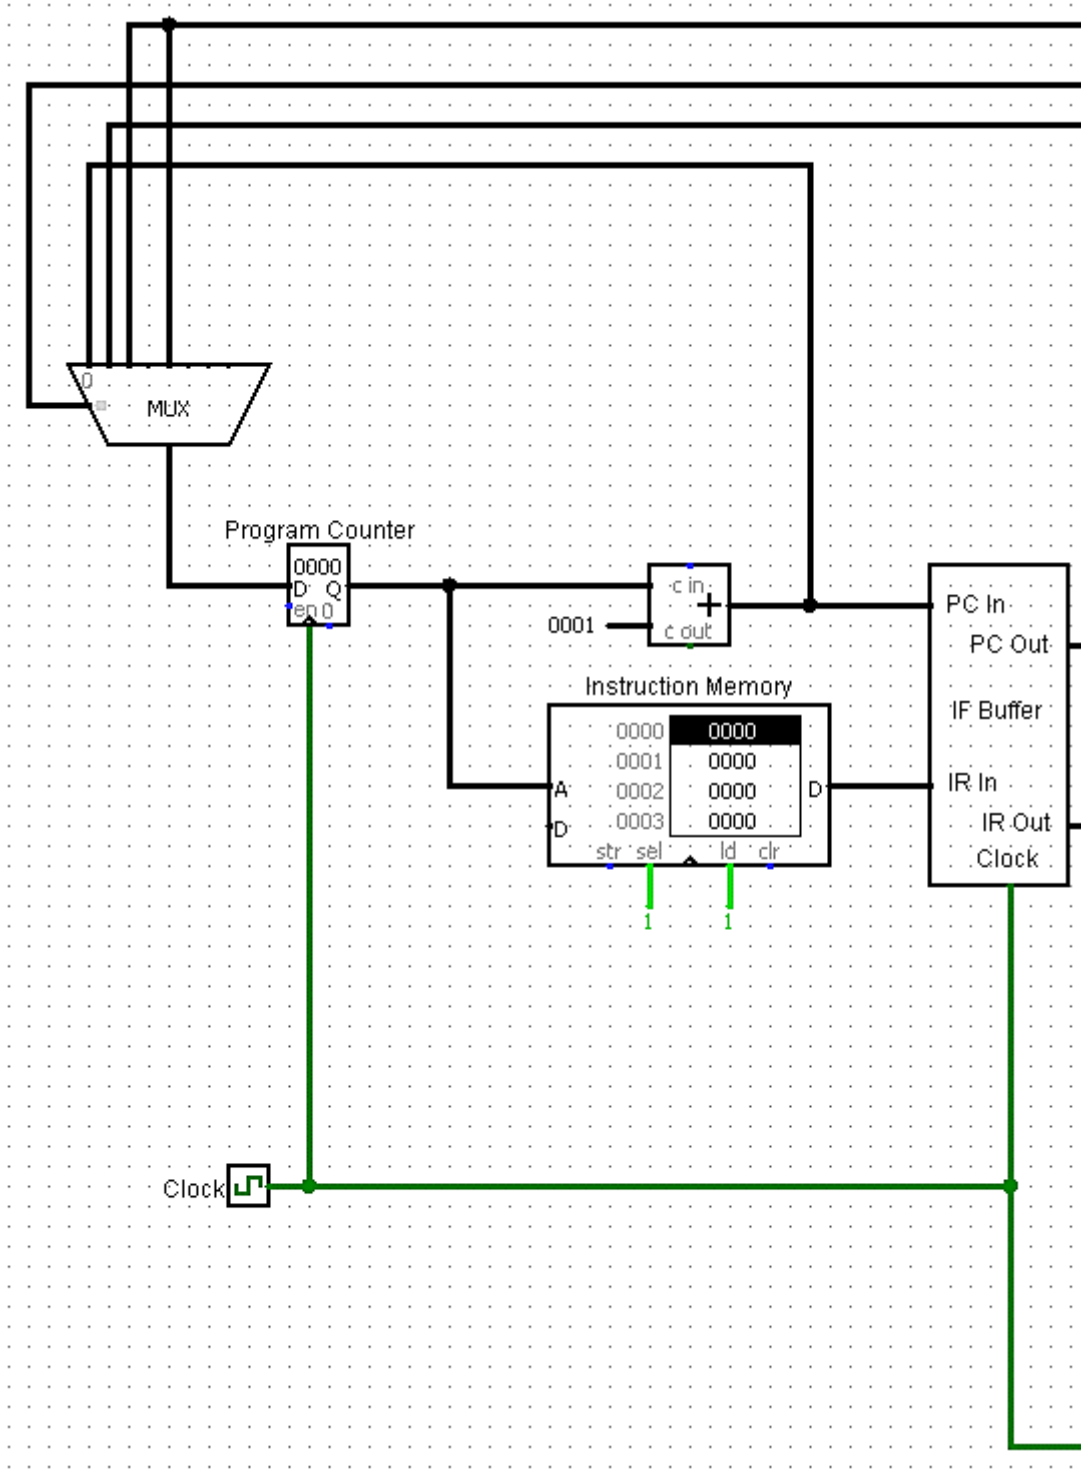 0
MUX
Program Counter
0000
D Q
en 0
c in
+
c out
0001
PC In
PC Out
IF Buffer
IR In
IR Out
Clock
Instruction Memory
0000 0000
0001 0000
0002 0000
0003 0000
A
D
D
str sel ld clr
1 1
Clock